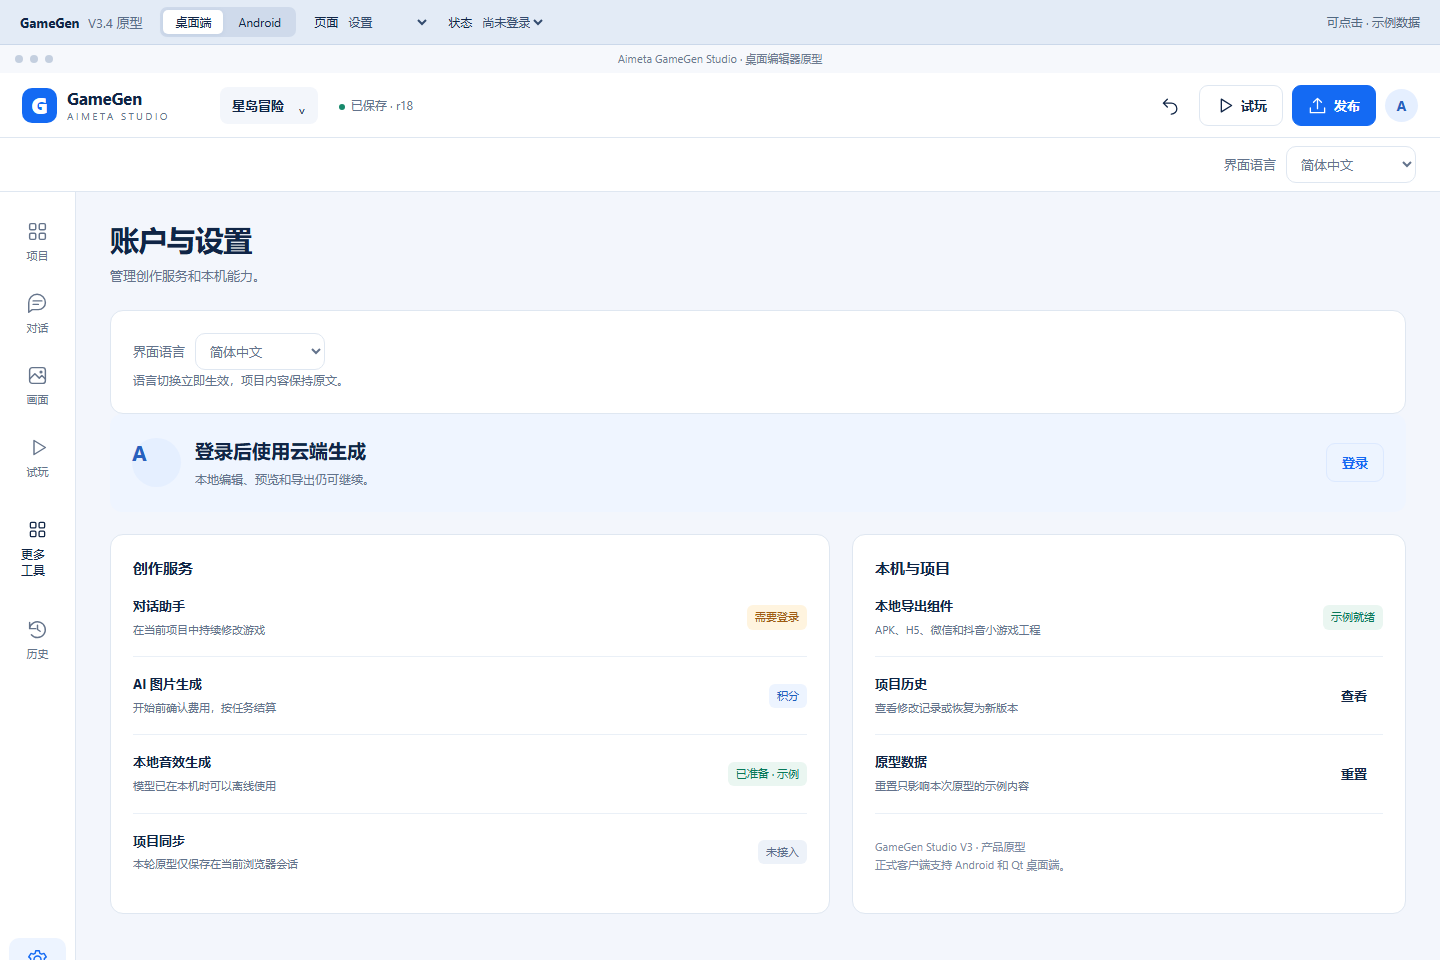 GameGen V3.4 原型 桌面端 Android 页面 设置 状态 尚未登录 可点击 · 示例数据
Aimeta GameGen Studio · 桌面编辑器原型
G GameGen 星岛冒险 已保存 · r18 试玩 发布 A
AIMETA STUDIO
界面语言 简体中文
项目
对话
画面
试玩
更多
工具
历史
账户与设置
管理创作服务和本机能力。
界面语言 简体中文
语言切换立即生效，项目内容保持原文。
A 登录后使用云端生成 登录
本地编辑、预览和导出仍可继续。
创作服务
对话助手 需要登录
在当前项目中持续修改游戏
AI 图片生成 积分
开始前确认费用，按任务结算
本地音效生成 已准备 · 示例
模型已在本机时可以离线使用
项目同步 未接入
本轮原型仅保存在当前浏览器会话
本机与项目
本地导出组件 示例就绪
APK、H5、微信和抖音小游戏工程
项目历史 查看
查看修改记录或恢复为新版本
原型数据 重置
重置只影响本次原型的示例内容
GameGen Studio V3 · 产品原型
正式客户端支持 Android 和 Qt 桌面端。